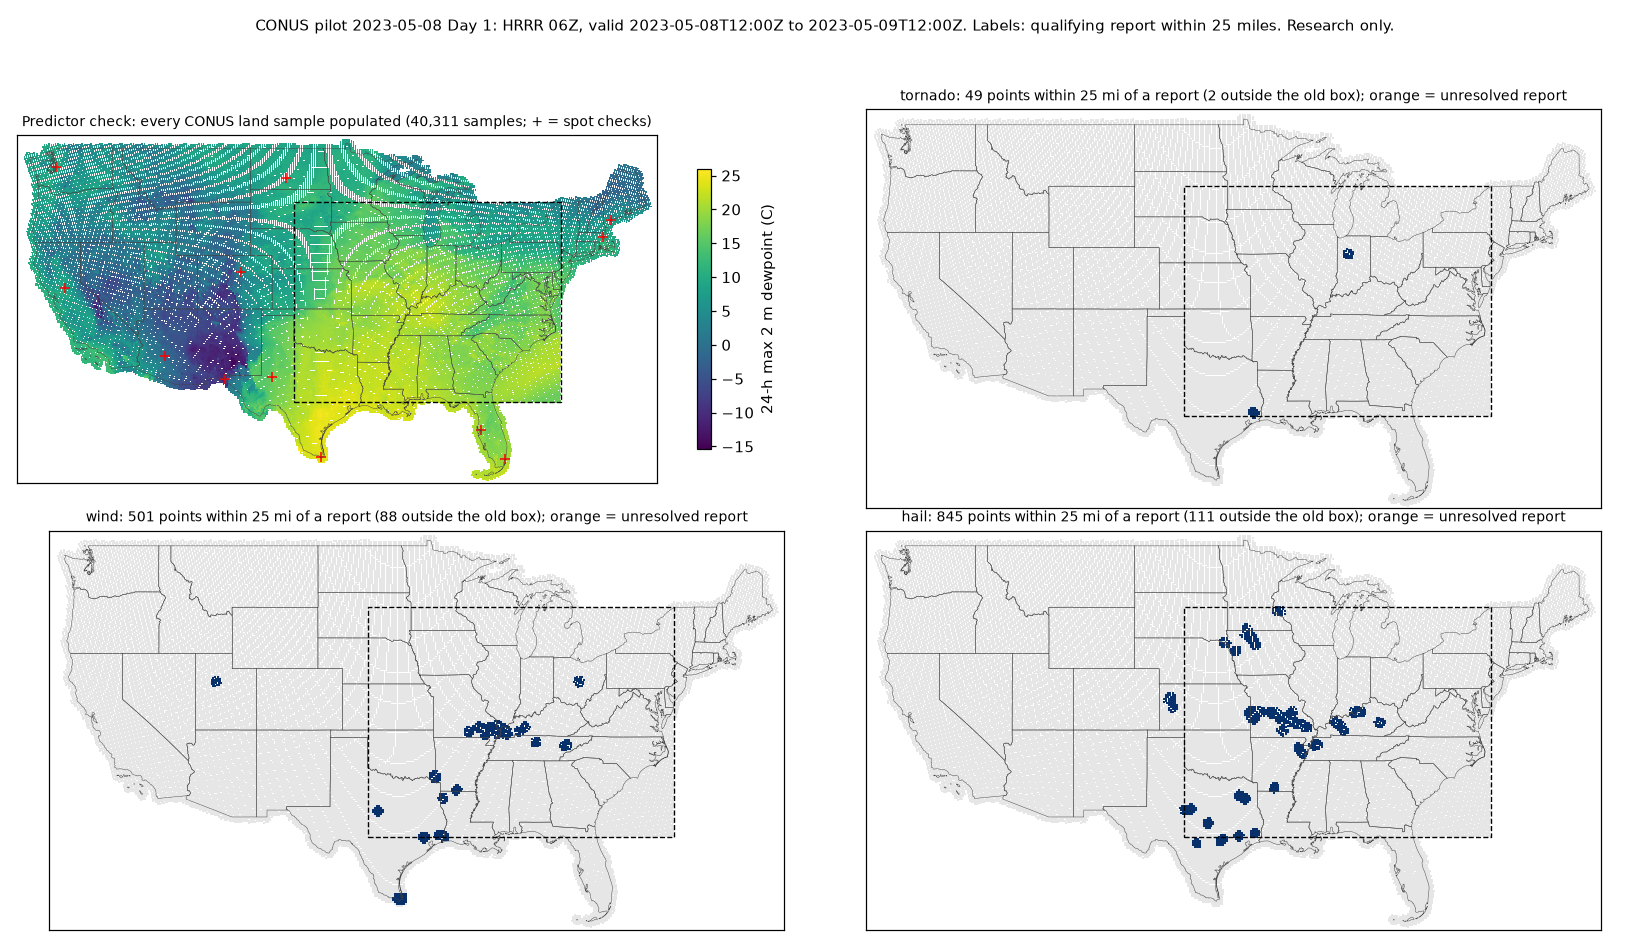 CONUS pilot 2023-05-08 Day 1: HRRR 06Z, valid 2023-05-08T12:00Z to 2023-05-09T12:00Z. Labels: qualifying report within 25 miles. Research only.
Predictor check: every CONUS land sample populated (40,311 samples; + = spot checks)
25
20
15
10
5
0
−5
−10
−15
24-h max 2 m dewpoint (C)
tornado: 49 points within 25 mi of a report (2 outside the old box); orange = unresolved report
wind: 501 points within 25 mi of a report (88 outside the old box); orange = unresolved report
hail: 845 points within 25 mi of a report (111 outside the old box); orange = unresolved report